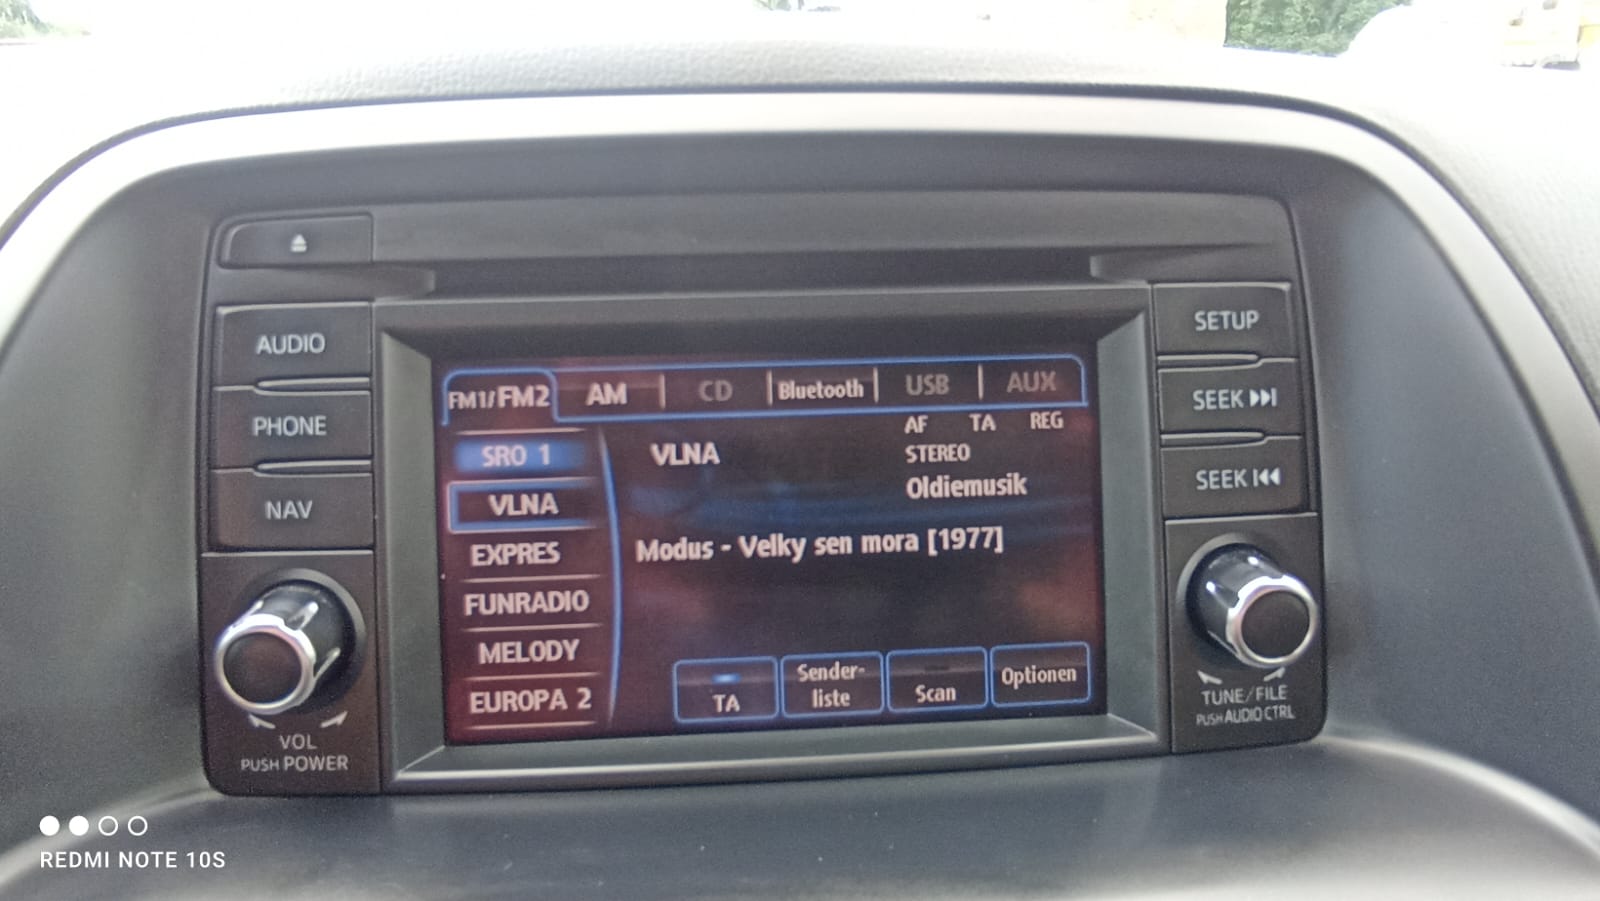 AUDIO
PHONE
NAV
VOL
PUSH POWER
FM1/FM2 AM CD Bluetooth USB AUX
AF TA REG
SRO 1
VLNA
EXPRES
FUNRADIO
MELODY
EUROPA 2
VLNA
STEREO
Oldiemusik
Modus - Velky sen mora [1977]
TA
Sender-
liste
Scan
Optionen
SETUP
SEEK
SEEK
TUNE/FILE
PUSH AUDIO CTRL
REDMI NOTE 10S